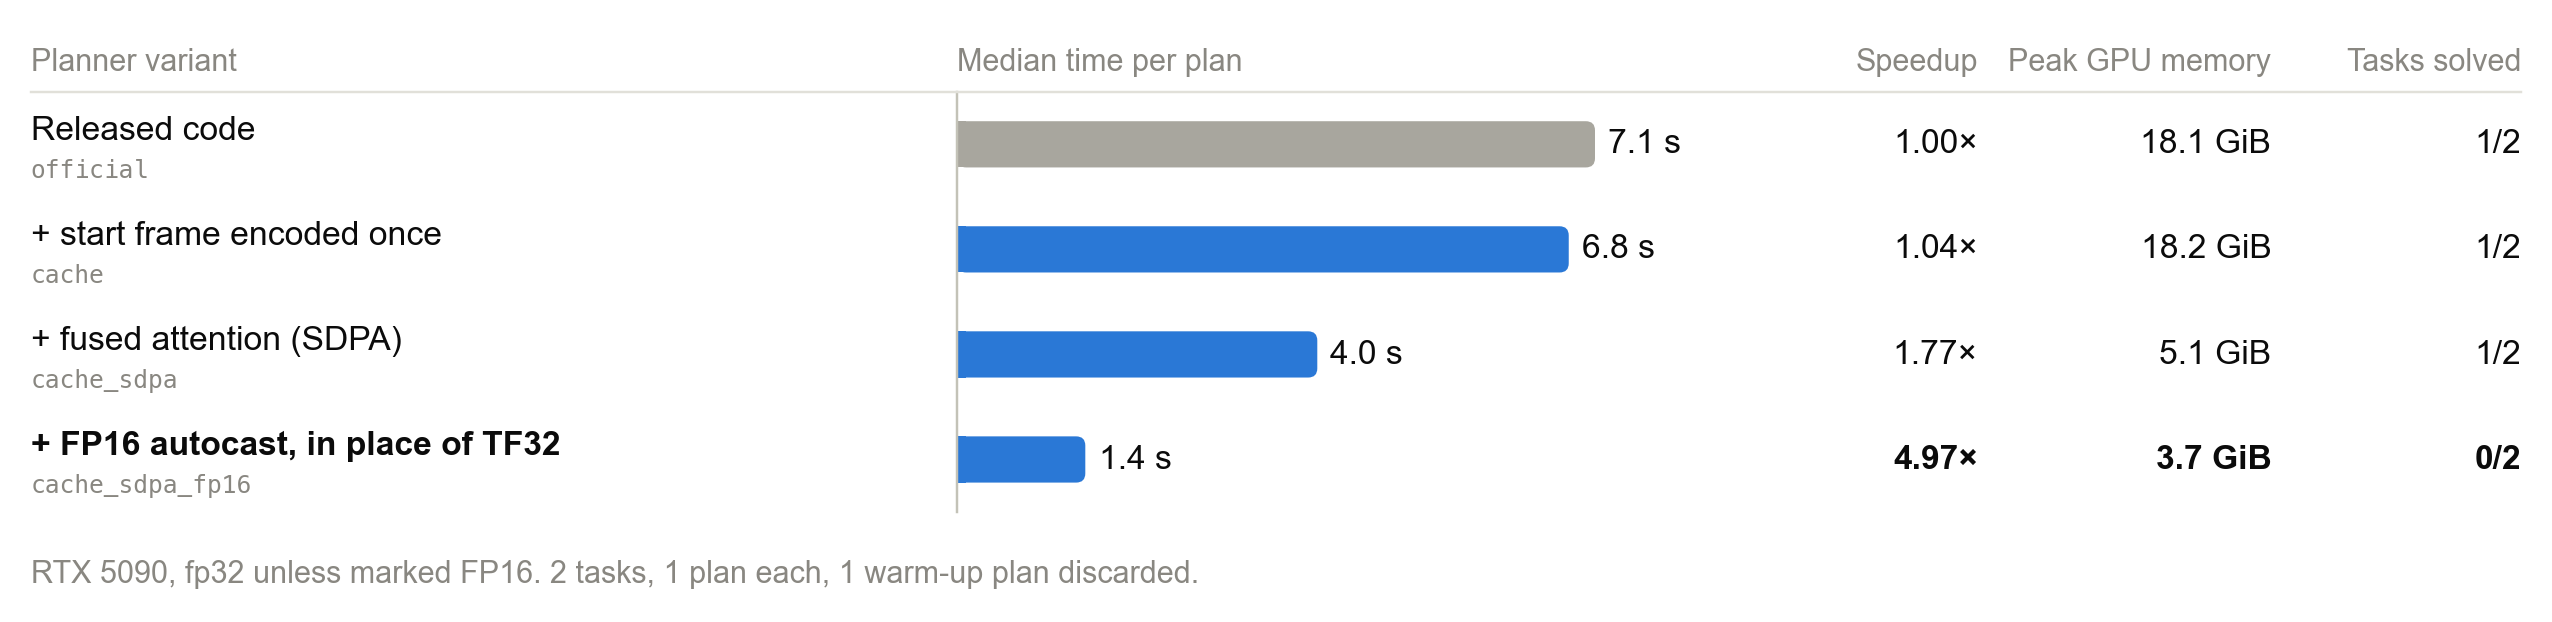 Planner variant Median time per plan Speedup Peak GPU memory Tasks solved
Released code 7.1 s 1.00× 18.1 GiB 1/2
official
+ start frame encoded once 6.8 s 1.04× 18.2 GiB 1/2
cache
+ fused attention (SDPA) 4.0 s 1.77× 5.1 GiB 1/2
cache_sdpa
+ FP16 autocast, in place of TF32 1.4 s 4.97× 3.7 GiB 0/2
cache_sdpa_fp16
RTX 5090, fp32 unless marked FP16. 2 tasks, 1 plan each, 1 warm-up plan discarded.